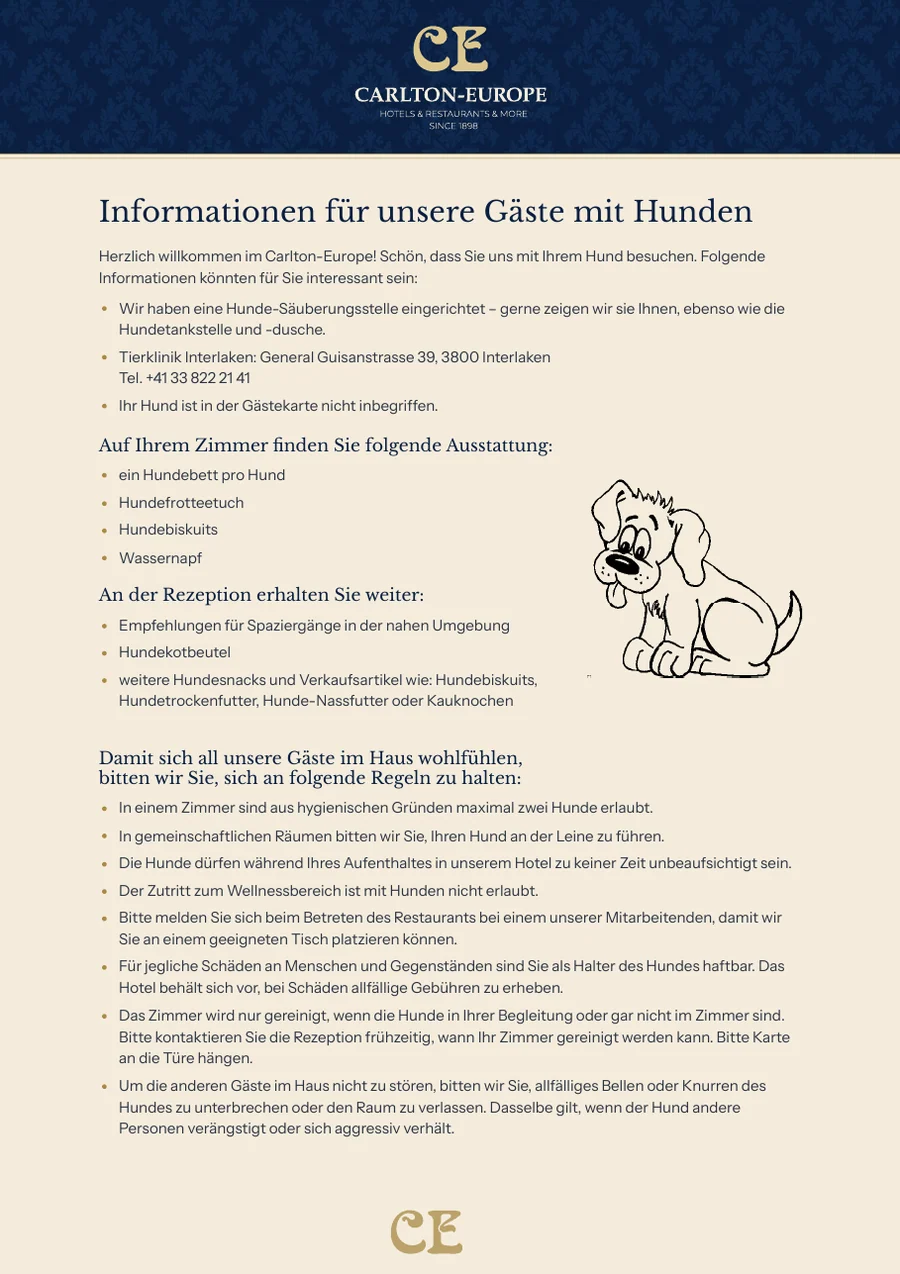 CE
CARLTON-EUROPE
HOTELS & RESTAURANTS & MORE
SINCE 1898
Informationen für unsere Gäste mit Hunden
Herzlich willkommen im Carlton-Europe! Schön, dass Sie uns mit Ihrem Hund besuchen. Folgende
Informationen könnten für Sie interessant sein:
• Wir haben eine Hunde-Säuberungsstelle eingerichtet – gerne zeigen wir sie Ihnen, ebenso wie die
Hundetankstelle und -dusche.
• Tierklinik Interlaken: General Guisanstrasse 39, 3800 Interlaken
Tel. +41 33 822 21 41
• Ihr Hund ist in der Gästekarte nicht inbegriffen.
Auf Ihrem Zimmer finden Sie folgende Ausstattung:
• ein Hundebett pro Hund
• Hundefrotteetuch
• Hundebiskuits
• Wassernapf
An der Rezeption erhalten Sie weiter:
• Empfehlungen für Spaziergänge in der nahen Umgebung
• Hundekotbeutel
• weitere Hundesnacks und Verkaufsartikel wie: Hundebiskuits,
Hundetrockenfutter, Hunde-Nassfutter oder Kauknochen
Damit sich all unsere Gäste im Haus wohlfühlen,
bitten wir Sie, sich an folgende Regeln zu halten:
• In einem Zimmer sind aus hygienischen Gründen maximal zwei Hunde erlaubt.
• In gemeinschaftlichen Räumen bitten wir Sie, Ihren Hund an der Leine zu führen.
• Die Hunde dürfen während Ihres Aufenthaltes in unserem Hotel zu keiner Zeit unbeaufsichtigt sein.
• Der Zutritt zum Wellnessbereich ist mit Hunden nicht erlaubt.
• Bitte melden Sie sich beim Betreten des Restaurants bei einem unserer Mitarbeitenden, damit wir
Sie an einem geeigneten Tisch platzieren können.
• Für jegliche Schäden an Menschen und Gegenständen sind Sie als Halter des Hundes haftbar. Das
Hotel behält sich vor, bei Schäden allfällige Gebühren zu erheben.
• Das Zimmer wird nur gereinigt, wenn die Hunde in Ihrer Begleitung oder gar nicht im Zimmer sind.
Bitte kontaktieren Sie die Rezeption frühzeitig, wann Ihr Zimmer gereinigt werden kann. Bitte Karte
an die Türe hängen.
• Um die anderen Gäste im Haus nicht zu stören, bitten wir Sie, allfälliges Bellen oder Knurren des
Hundes zu unterbrechen oder den Raum zu verlassen. Dasselbe gilt, wenn der Hund andere
Personen verängstigt oder sich aggressiv verhält.
CE